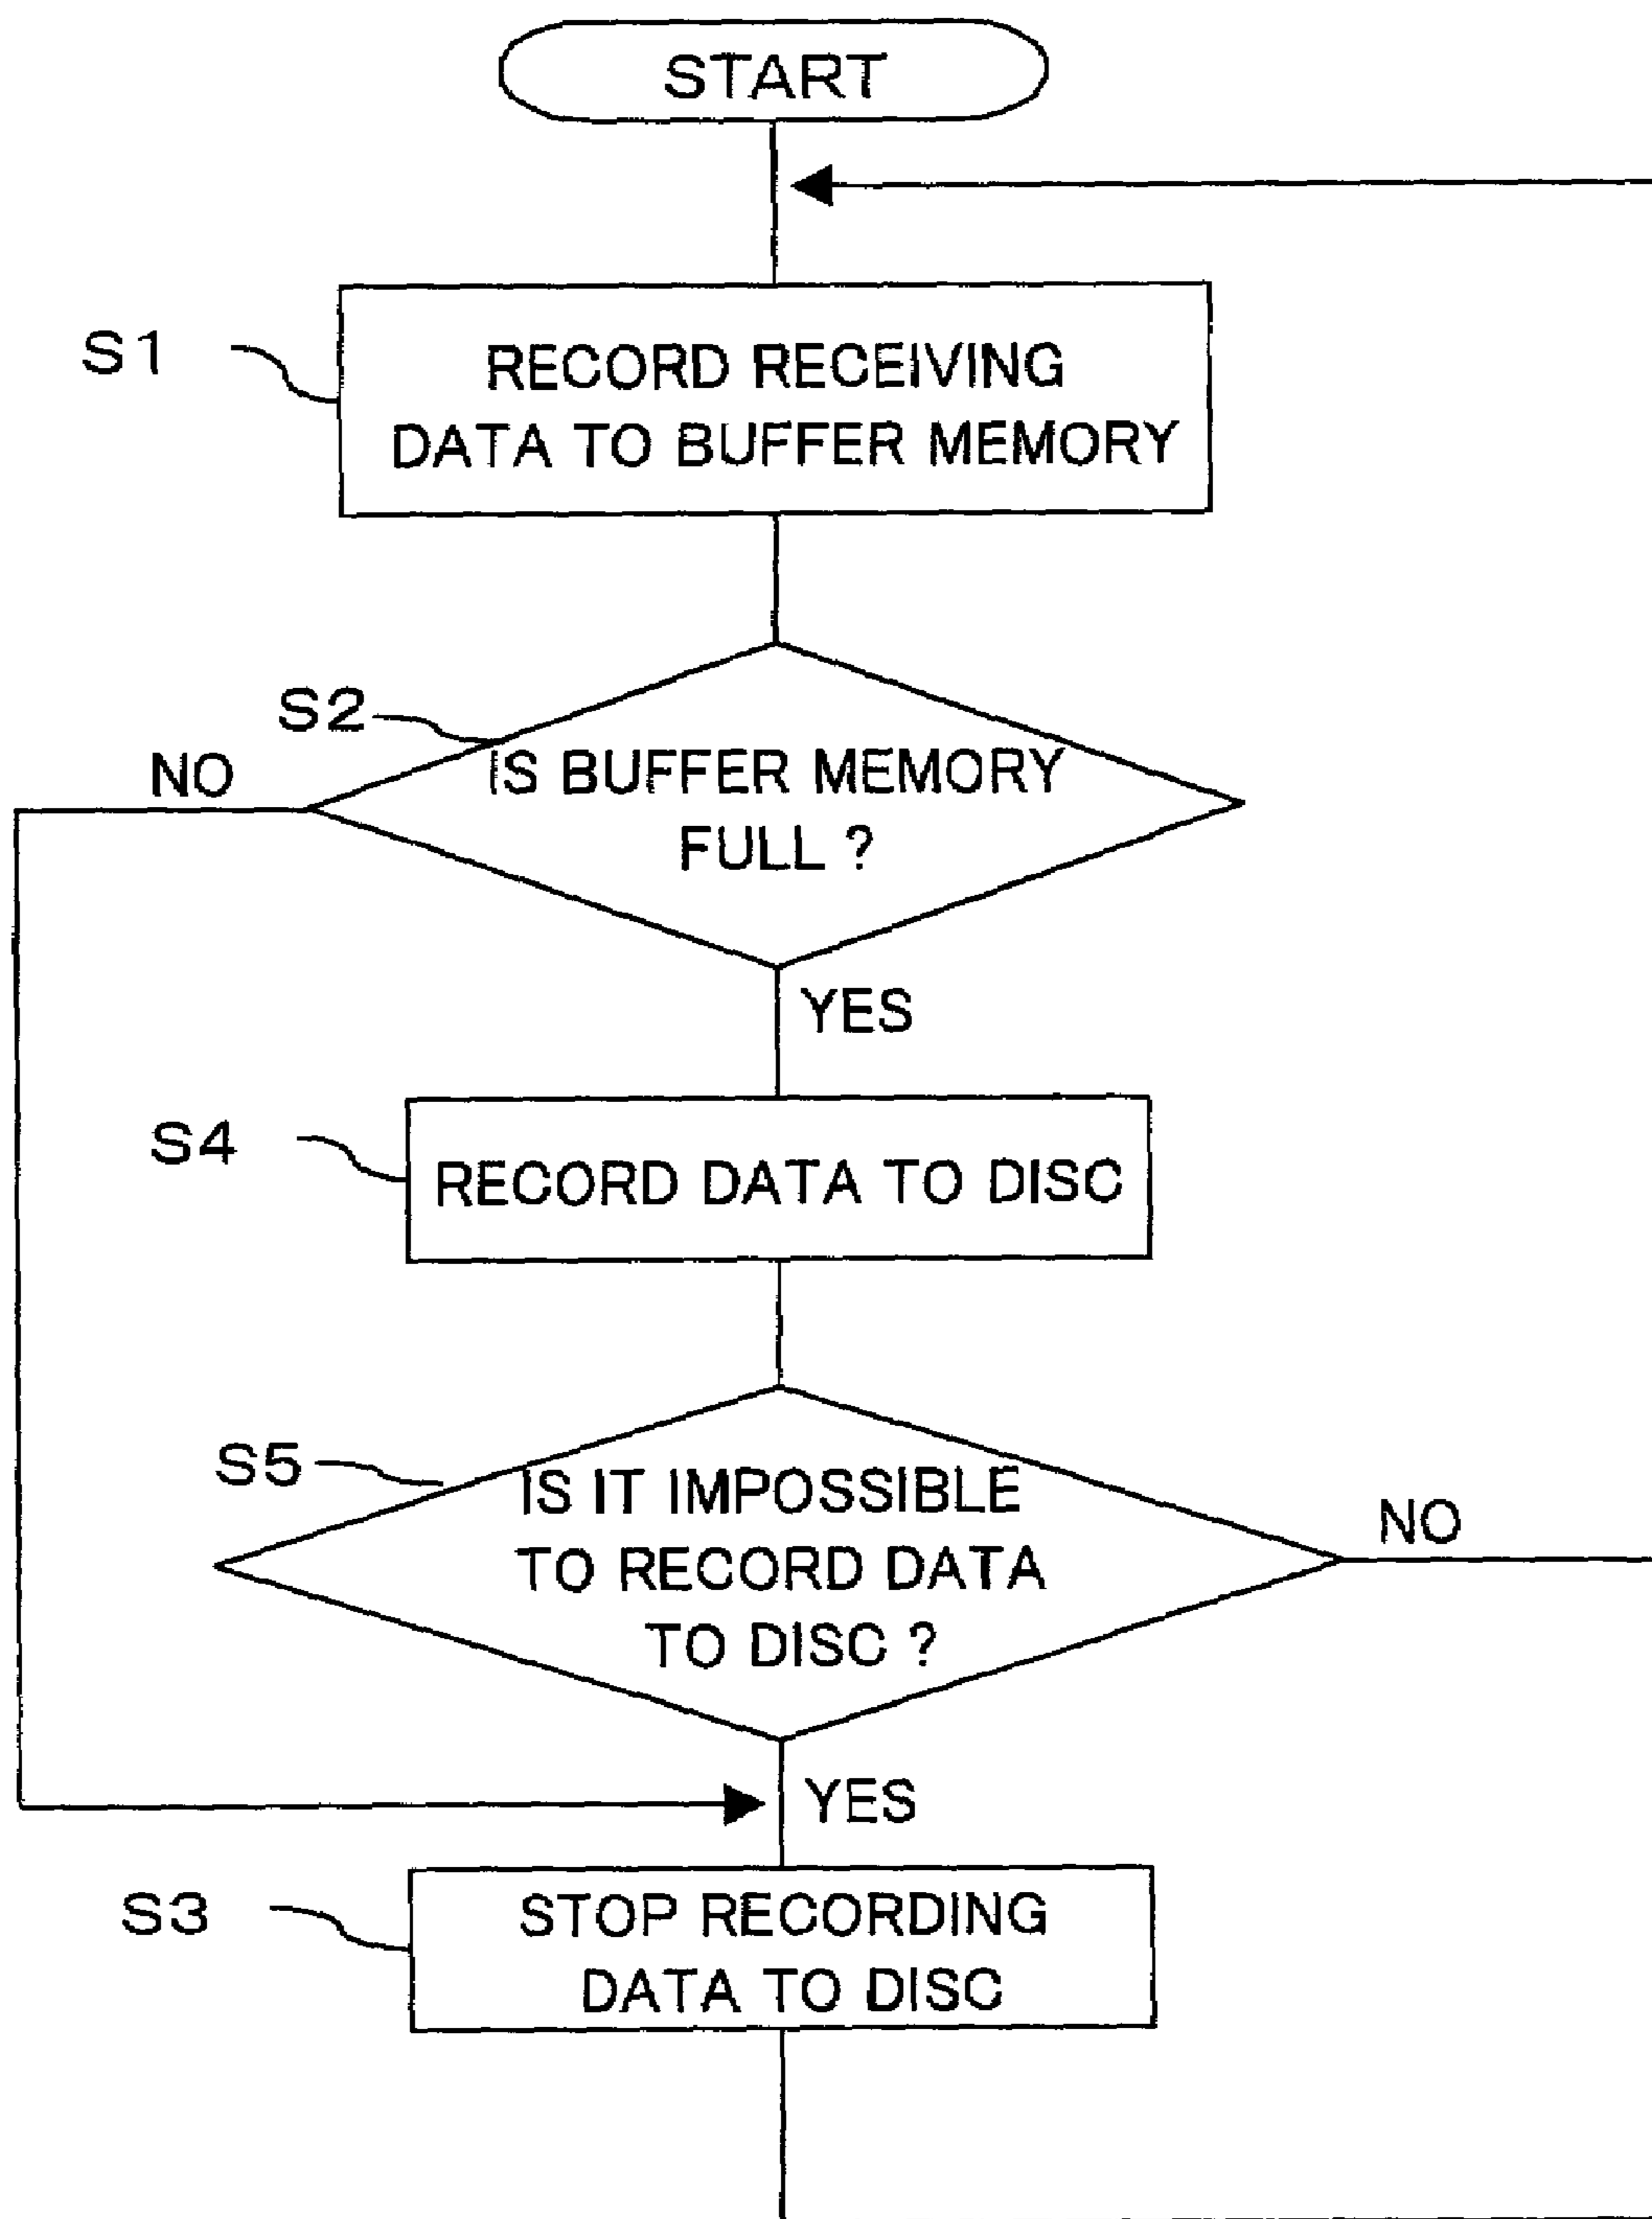 START
S1
RECORD RECEIVING
DATA TO BUFFER MEMORY
S2
NO
IS BUFFER MEMORY
FULL ?
YES
S4
RECORD DATA TO DISC
S5
IS IT IMPOSSIBLE
TO RECORD DATA
TO DISC ?
NO
YES
S3
STOP RECORDING
DATA TO DISC